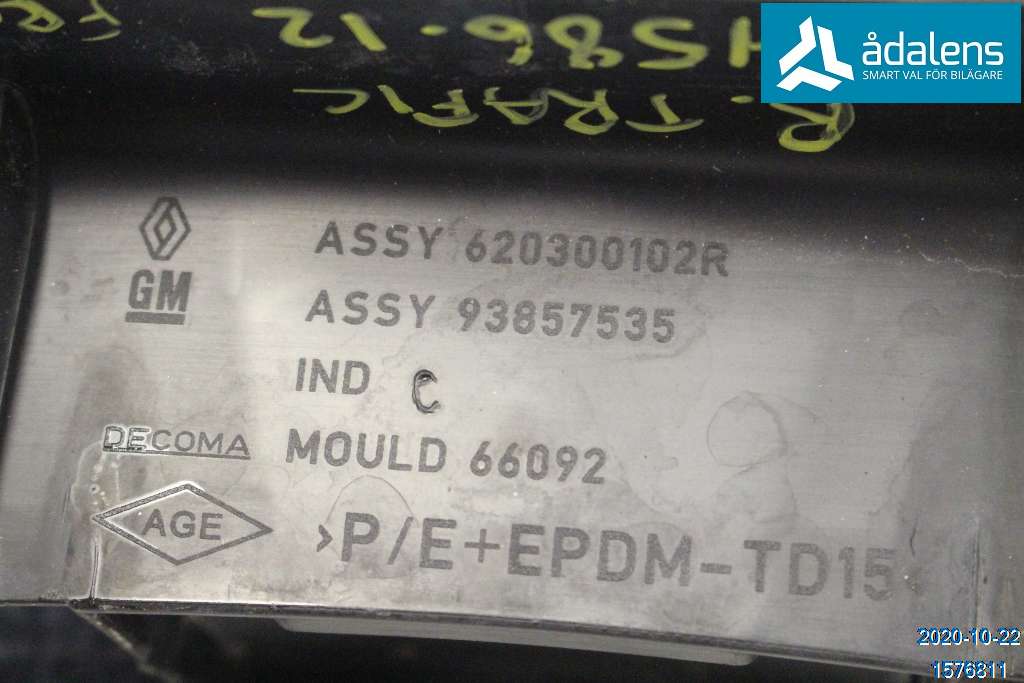 H586.12
R. TRAFIC
ådalens
SMART VAL FÖR BILÄGARE
ASSY 620300102R
GM
ASSY 93857535
IND C
DECOMA
MOULD 66092
AGE
>P/E+EPDM-TD15<
2020-10-22
1576811